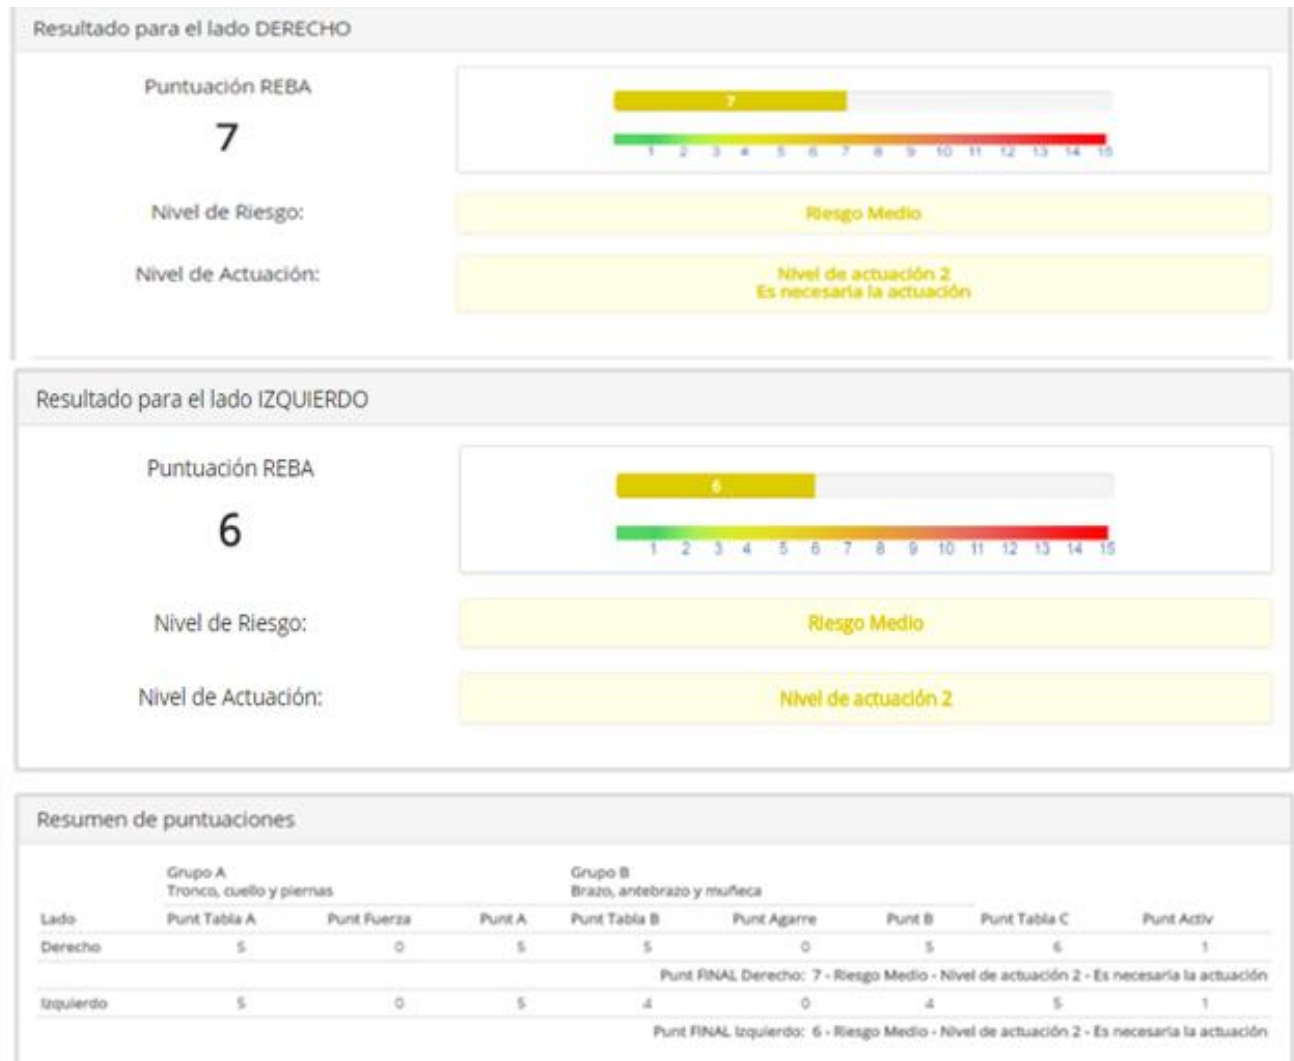 Resultado para el lado DERECHO
Puntuación REBA
7
7
1 2 3 4 5 6 7 8 9 10 11 12 13 14 15
Nivel de Riesgo:
Riesgo Medio
Nivel de Actuación:
Nivel de actuación 2
Es necesaria la actuación
Resultado para el lado IZQUIERDO
Puntuación REBA
6
6
1 2 3 4 5 6 7 8 9 10 11 12 13 14 15
Nivel de Riesgo:
Riesgo Medio
Nivel de Actuación:
Nivel de actuación 2
Resumen de puntuaciones
Grupo A Grupo B
Tronco, cuello y piernas Brazo, antebrazo y muñeca
Lado Punt Tabla A Punt Fuerza Punt A Punt Tabla B Punt Agarre Punt B Punt Tabla C Punt Activ
Derecho 5 0 5 5 0 5 6 1
Punt FINAL Derecho: 7 - Riesgo Medio - Nivel de actuación 2 - Es necesaria la actuación
Izquierdo 5 0 5 4 0 4 5 1
Punt FINAL Izquierdo: 6 - Riesgo Medio - Nivel de actuación 2 - Es necesaria la actuación